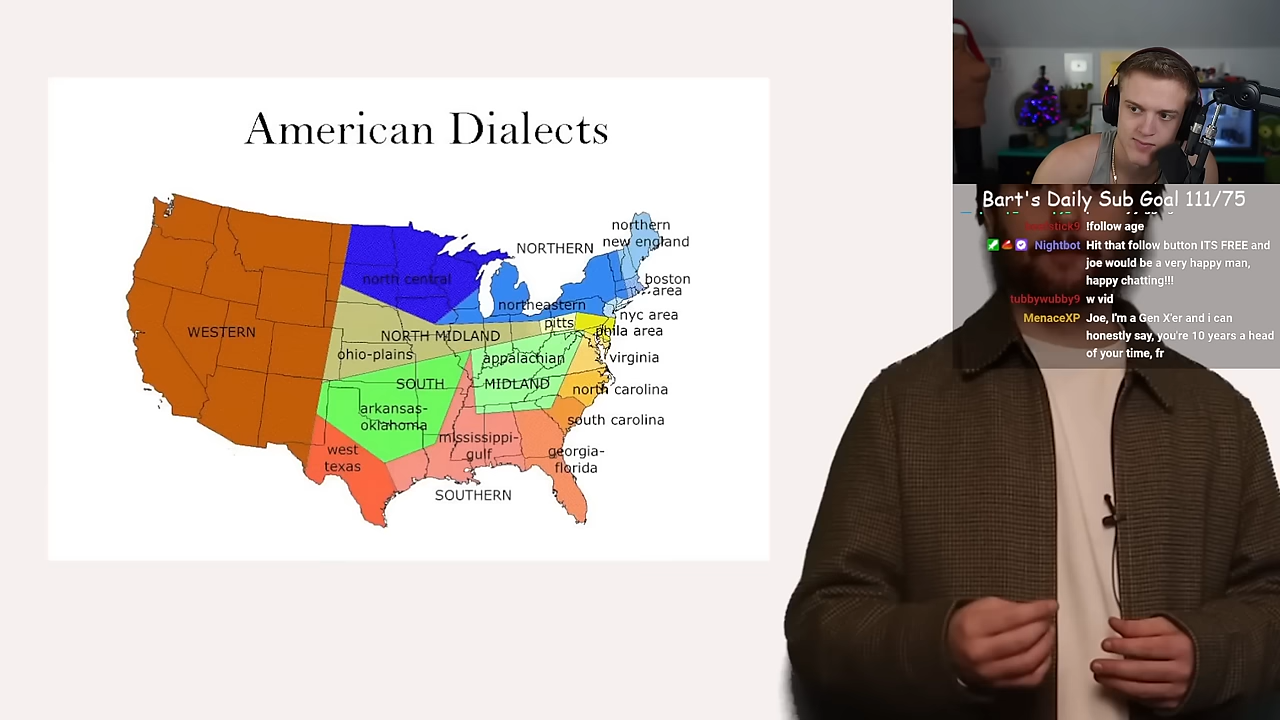 American Dialects
northern
new england
NORTHERN
north central
boston
area
northeastern
nyc area
pitts
phila area
WESTERN
NORTH MIDLAND
ohio-plains
appalachian
virginia
SOUTH
MIDLAND
north carolina
arkansas-
oklahoma
south carolina
mississippi-
gulf
west
texas
georgia-
florida
SOUTHERN
Bart's Daily Sub Goal 111/75
!follow age
Nightbot Hit that follow button ITS FREE and
joe would be a very happy man,
happy chatting!!!
tubbywubby9 w vid
MenaceXP Joe, I'm a Gen X'er and i can
honestly say, you're 10 years a head
of your time, fr